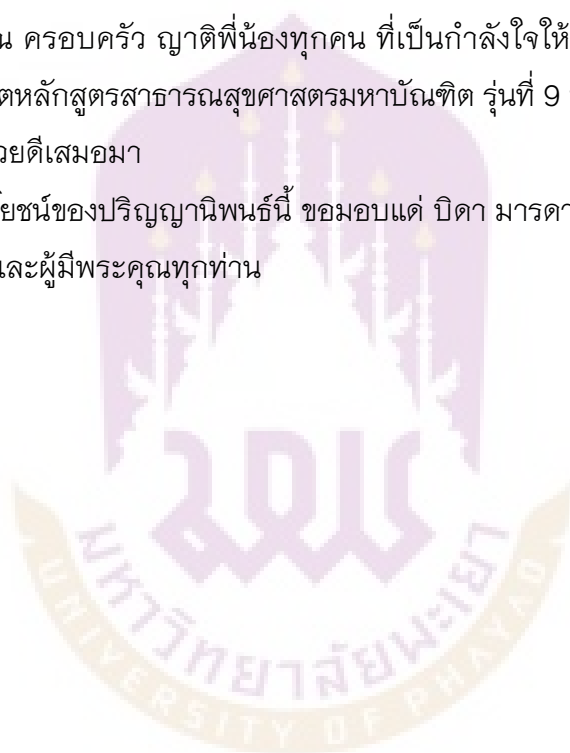 น ครอบครัว ญาติพี่น้องทุกคน ที่เป็นกำลังใจให้
ตหลักสูตรสาธารณสุขศาสตรมหาบัณฑิต รุ่นที่ 9
วยดีเสมอมา
โยชน์ของปริญญานิพนธ์นี้ ขอมอบแด่ บิดา มารดา
และผู้มีพระคุณทุกท่าน
มหาวิทยาลัยพะเยา
UNIVERSITY OF PHAYAO